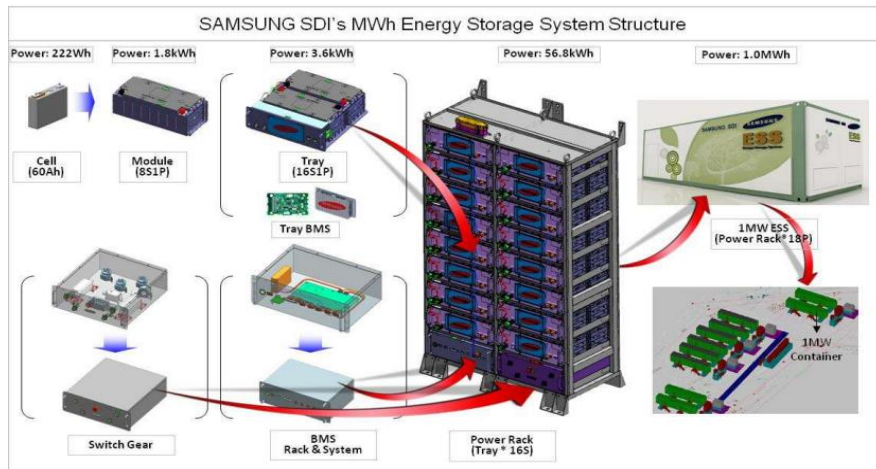 SAMSUNG SDI's MWh Energy Storage System Structure
Power: 222Wh
Power: 1.8kWh
Power: 3.6kWh
Power: 56.8kWh
Power: 1.0MWh
Cell
(60Ah)
Module
(8S1P)
Tray
(16S1P)
Tray BMS
SAMSUNG SDI
SAMSUNG
ESS
1MW ESS
(Power Rack*18P)
1MW
Container
Switch Gear
BMS
Rack & System
Power Rack
(Tray * 16S)